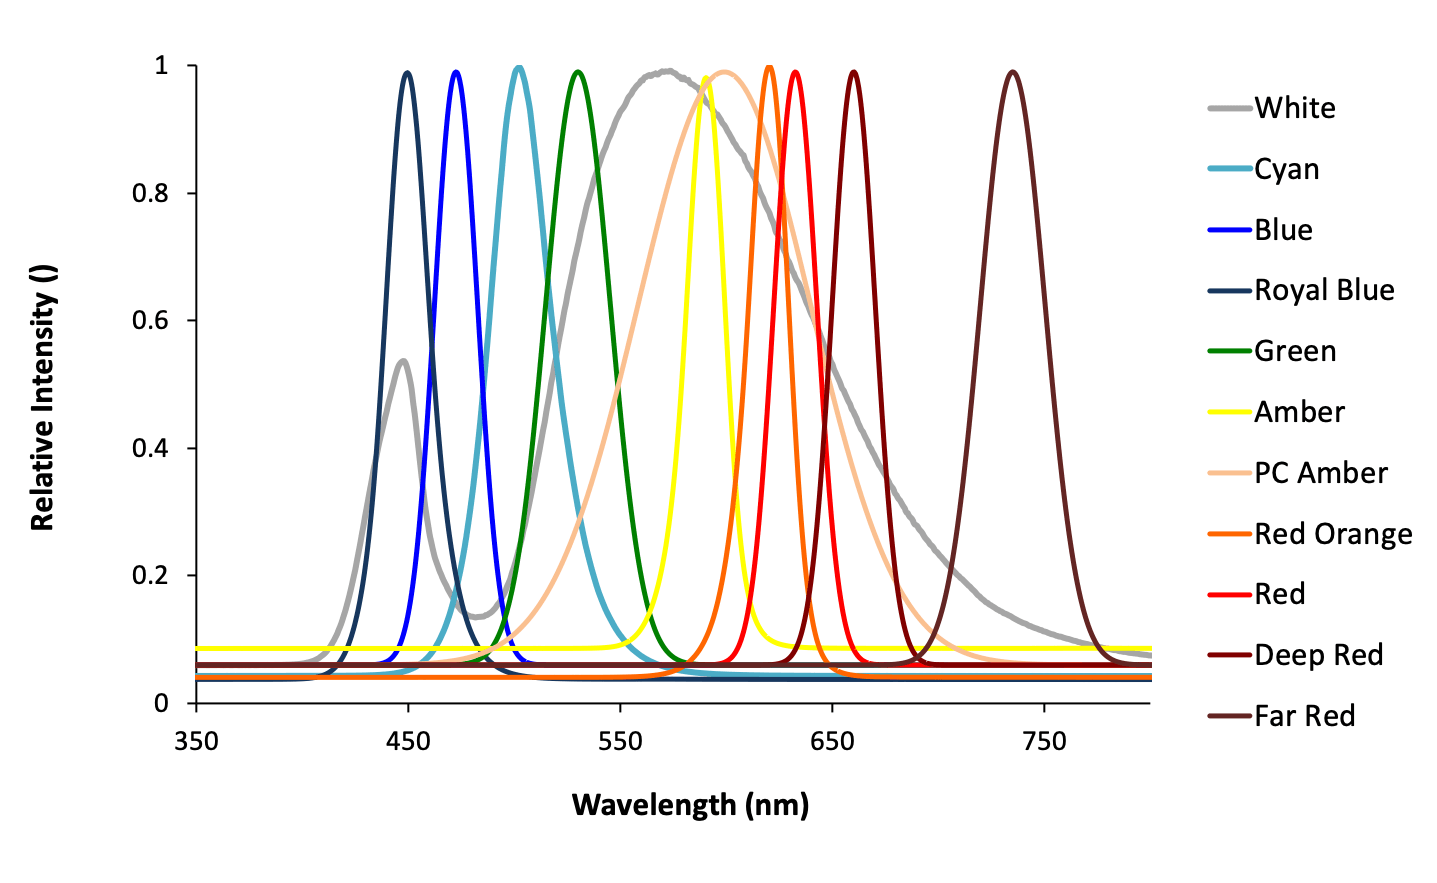 1
0.8
0.6
0.4
0.2
0
350
450
550
650
750
Relative Intensity ()
Wavelength (nm)
White
Cyan
Blue
Royal Blue
Green
Amber
PC Amber
Red Orange
Red
Deep Red
Far Red